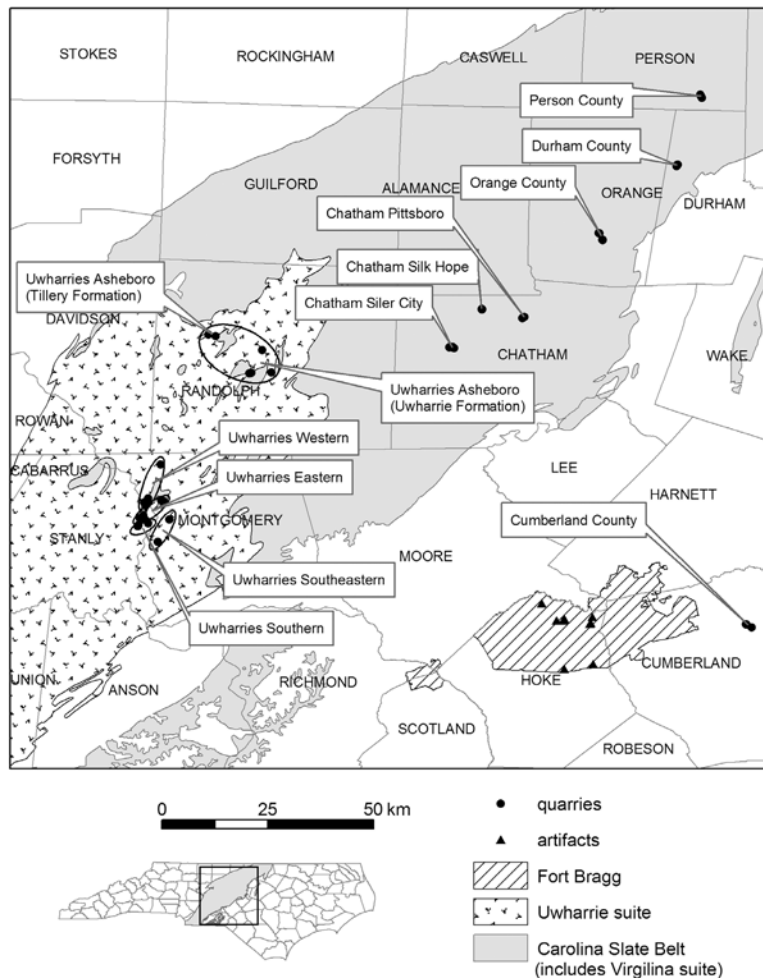 STOKES
ROCKINGHAM
CASWELL
PERSON
Person County
FORSYTH
Durham County
GUILFORD
ALAMANCE
Orange County
ORANGE
DURHAM
Chatham Pittsboro
Uwharries Asheboro
(Tillery Formation)
Chatham Silk Hope
Chatham Siler City
DAVIDSON
CHATHAM
WAKE
RANDOLPH
Uwharries Asheboro
(Uwharrie Formation)
ROWAN
Uwharries Western
CABARRUS
Uwharries Eastern
LEE
HARNETT
STANLY
MONTGOMERY
Cumberland County
MOORE
Uwharries Southeastern
Uwharries Southern
UNION
ANSON
RICHMOND
HOKE
CUMBERLAND
SCOTLAND
ROBESON
0 25 50 km
quarries
artifacts
Fort Bragg
Uwharrie suite
Carolina Slate Belt
(includes Virgilina suite)